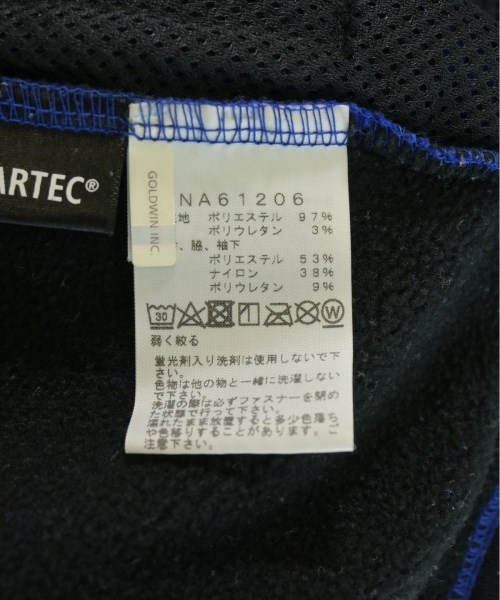 ARTEC®
GOLDWIN INC.
NA61206
地 ポリエステル 97%
ポリウレタン 3%
、脇、袖下
ポリエステル 53%
ナイロン 38%
ポリウレタン 9%
30
W
弱く絞る
蛍光剤入り洗剤は使用しないで下
さい。
色物は他の物と一緒に洗濯しない
で下さい。
洗濯の際は必ずファスナーを閉め
た状態で行って下さい。
濡れたまま放置すると多少色落ち
や色移りすることがあります。ご
注意下さい。